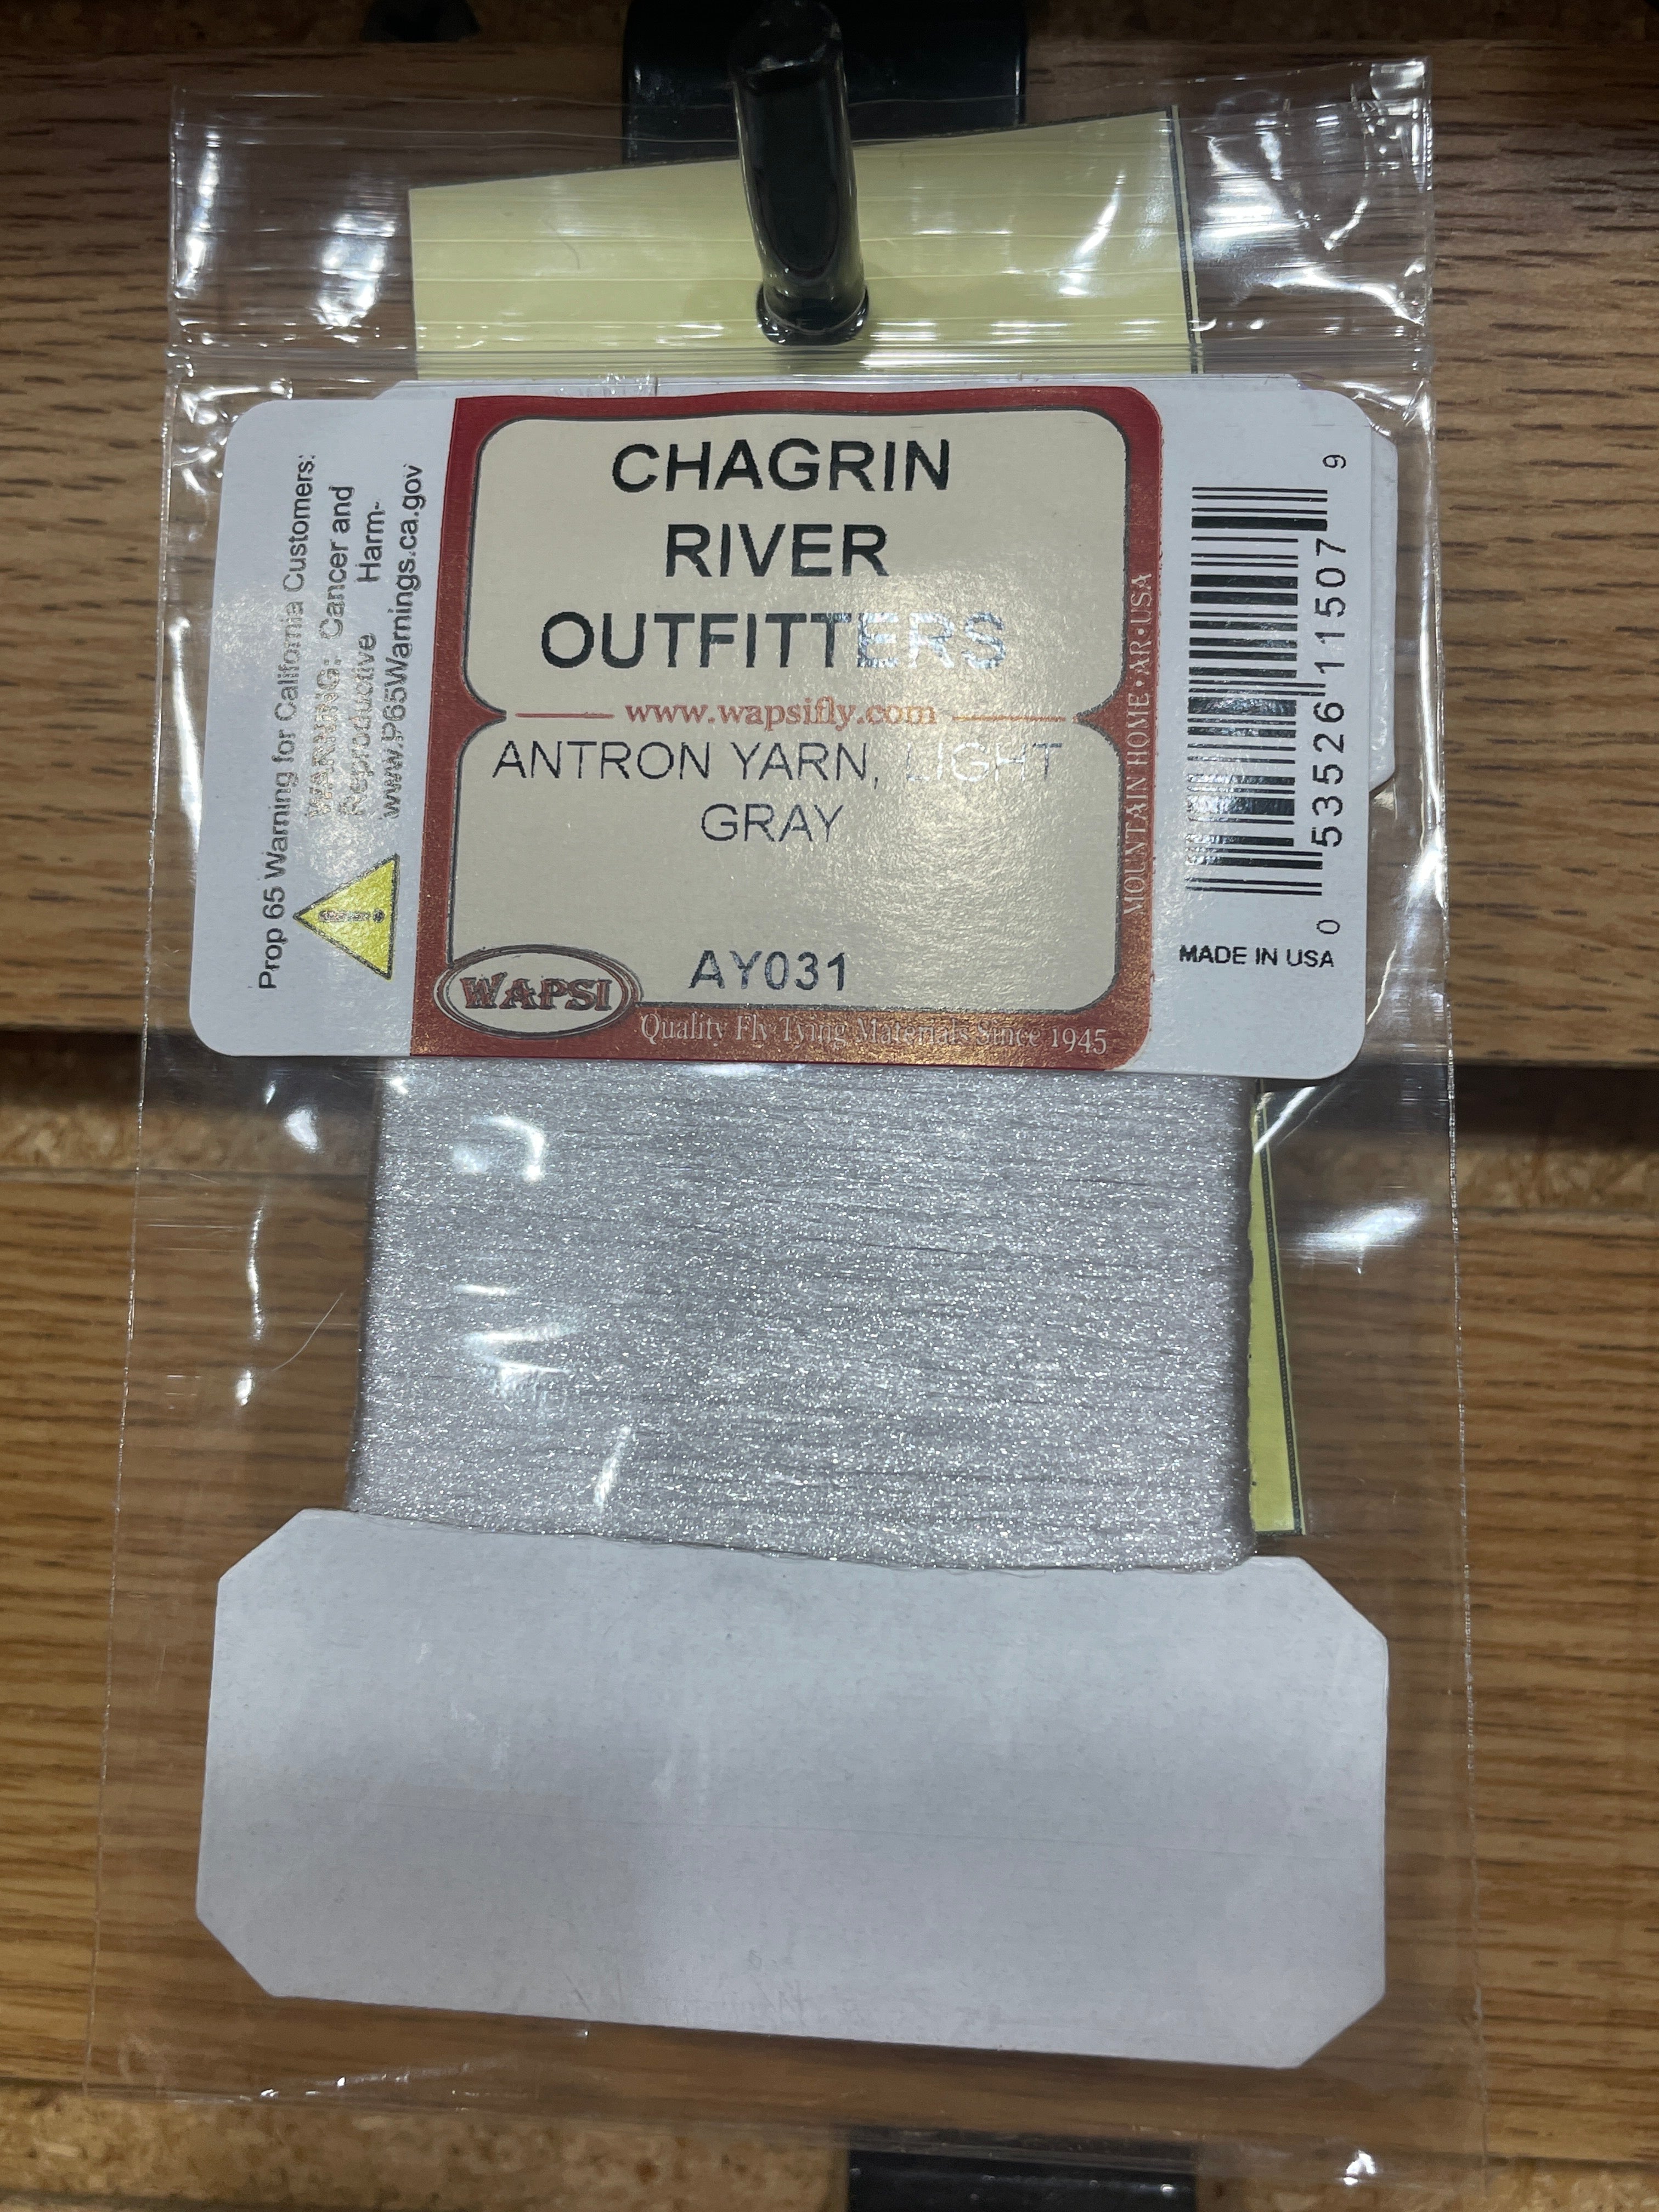 CHAGRIN
RIVER
OUTFITTERS
www.wapsifly.com
ANTRON YARN, LIGHT
GRAY
AY031
WAPSI
Quality Fly Tying Materials Since 1945
MOUNTAIN HOME • AR • USA
Prop 65 Warning for California Customers:
WARNING: Cancer and
Reproductive Harm-
www.P65Warnings.ca.gov
!
0 53526 11507 9
MADE IN USA